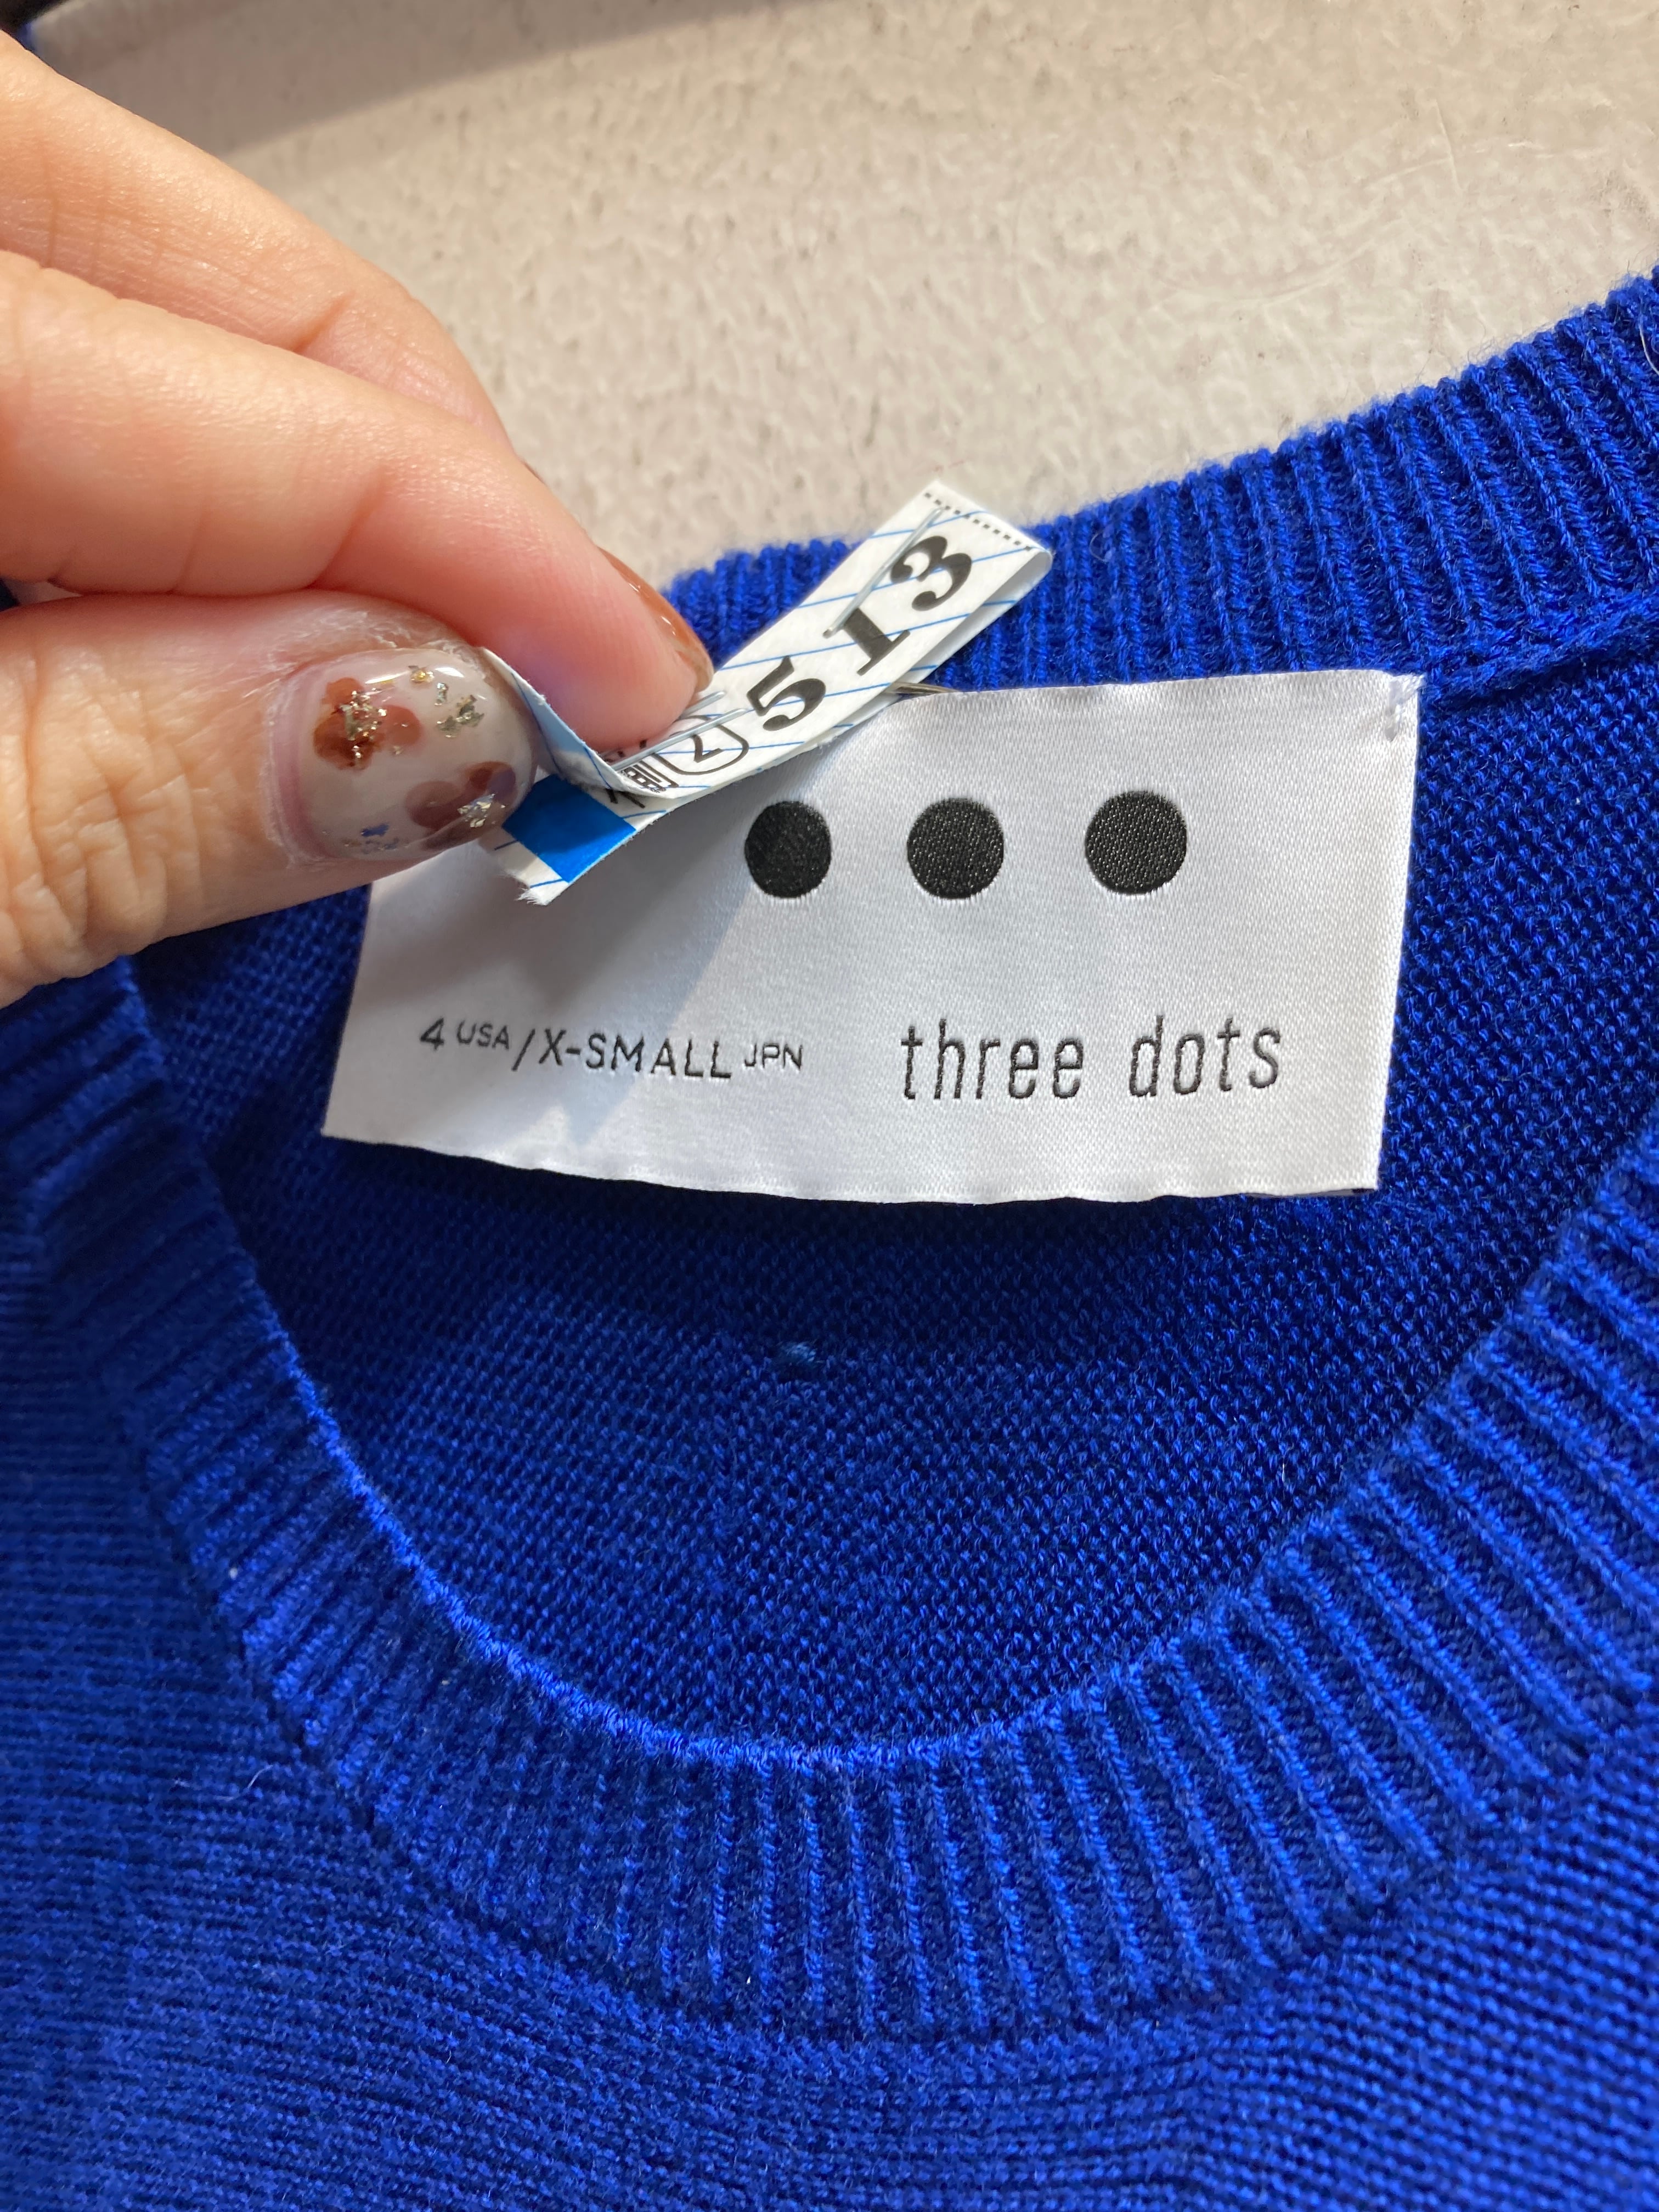 513
4 USA/X-SMALL JPN
three dots